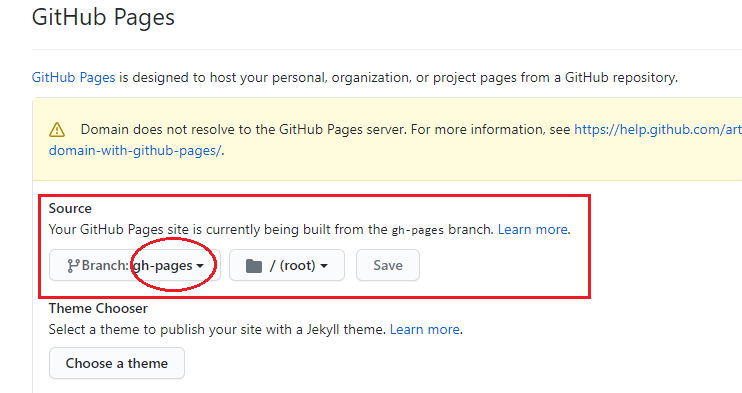 GitHub Pages
GitHub Pages is designed to host your personal, organization, or project pages from a GitHub repository.
Domain does not resolve to the GitHub Pages server. For more information, see https://help.github.com/art
domain-with-github-pages/.
Source
Your GitHub Pages site is currently being built from the gh-pages branch. Learn more.
Branch: gh-pages / (root) Save
Theme Chooser
Select a theme to publish your site with a Jekyll theme. Learn more.
Choose a theme